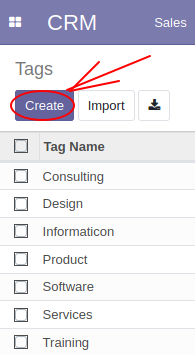 CRM Sales
Tags
Create Import
Tag Name
Consulting
Design
Informaticon
Product
Software
Services
Training